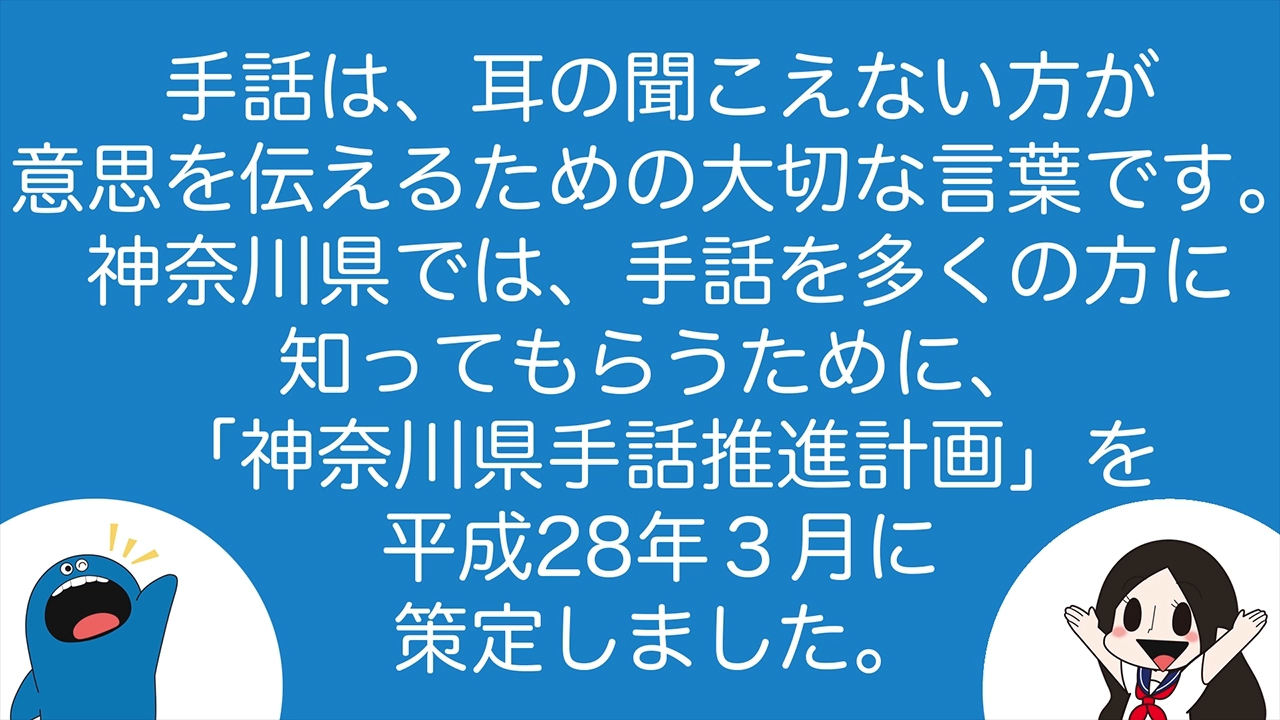 手話は、耳の聞こえない方が
意思を伝えるための大切な言葉です。
神奈川県では、手話を多くの方に
知ってもらうために、
「神奈川県手話推進計画」を
平成28年３月に
策定しました。